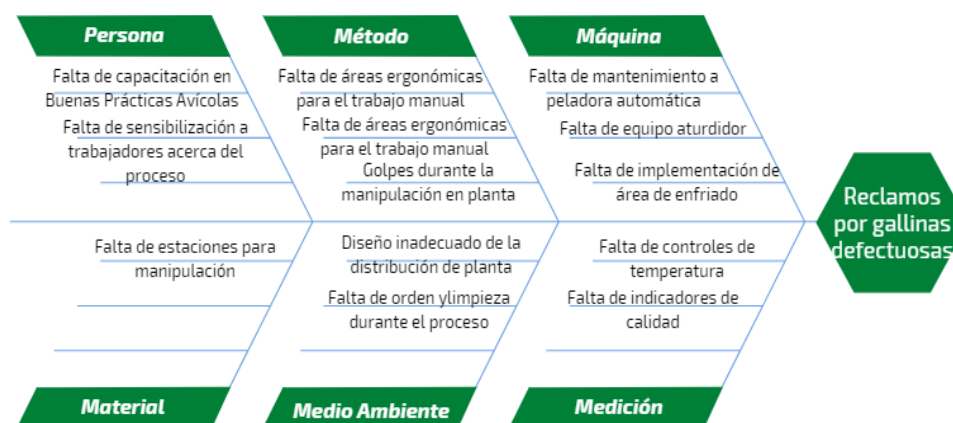 Persona
Falta de capacitación en
Buenas Prácticas Avícolas
Falta de sensibilización a
trabajadores acerca del
proceso
Método
Falta de áreas ergonómicas
para el trabajo manual
Falta de áreas ergonómicas
para el trabajo manual
Golpes durante la
manipulación en planta
Máquina
Falta de mantenimiento a
peladora automática
Falta de equipo aturdidor
Falta de implementación de
área de enfriado
Reclamos
por gallinas
defectuosas
Falta de estaciones para
manipulación
Material
Diseño inadecuado de la
distribución de planta
Falta de orden ylimpieza
durante el proceso
Medio Ambiente
Falta de controles de
temperatura
Falta de indicadores de
calidad
Medición